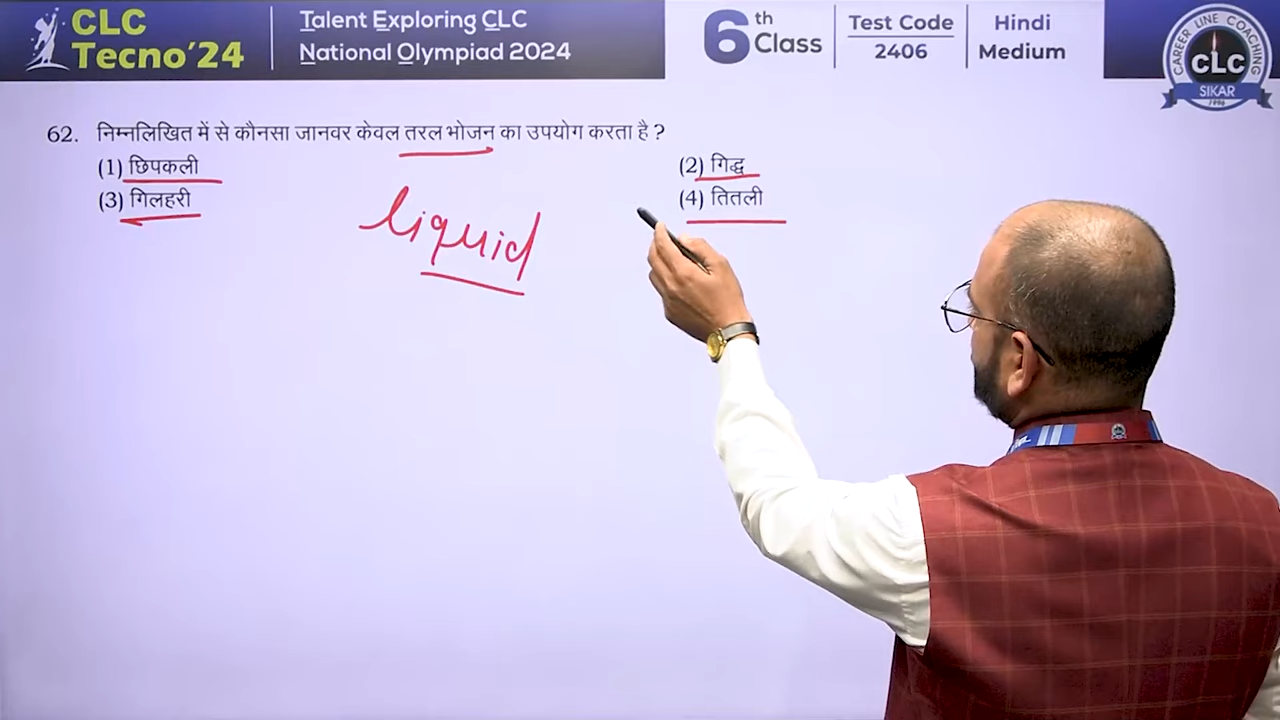 CLC
Tecno'24
Talent Exploring CLC
National Olympiad 2024
6th Class
Test Code
2406
Hindi
Medium
CAREER LINE COACHING
CLC
SIKAR
1996
62. निम्नलिखित में से कौनसा जानवर केवल तरल भोजन का उपयोग करता है ?
(1) छिपकली (2) गिद्ध
(3) गिलहरी (4) तितली
liquid